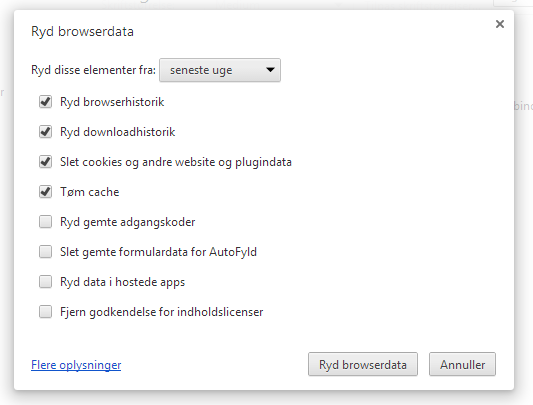 Ryd browserdata
Ryd disse elementer fra: seneste uge
Ryd browserhistorik
Ryd downloadhistorik
Slet cookies og andre website og plugindata
Tøm cache
Ryd gemte adgangskoder
Slet gemte formulardata for AutoFyld
Ryd data i hostede apps
Fjern godkendelse for indholdslicenser
Flere oplysninger Ryd browserdata Annuller